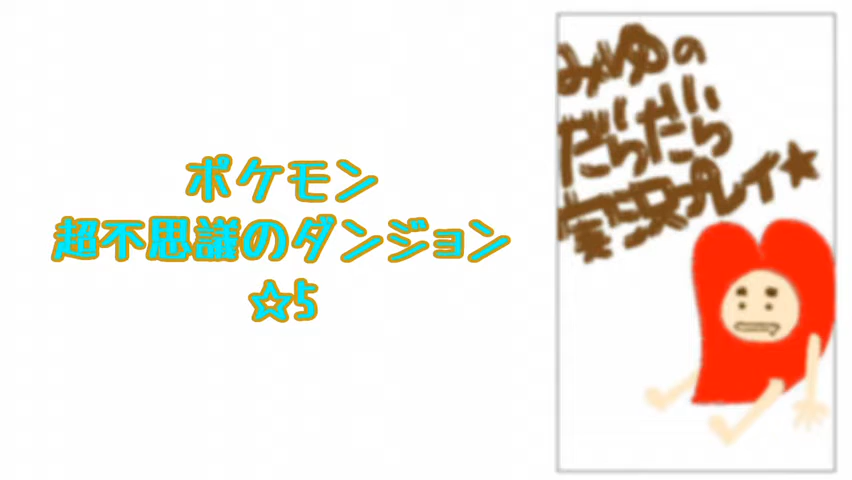 ポケモン
超不思議のダンジョン
☆5
みゆの
だらだら
実況プレイ★